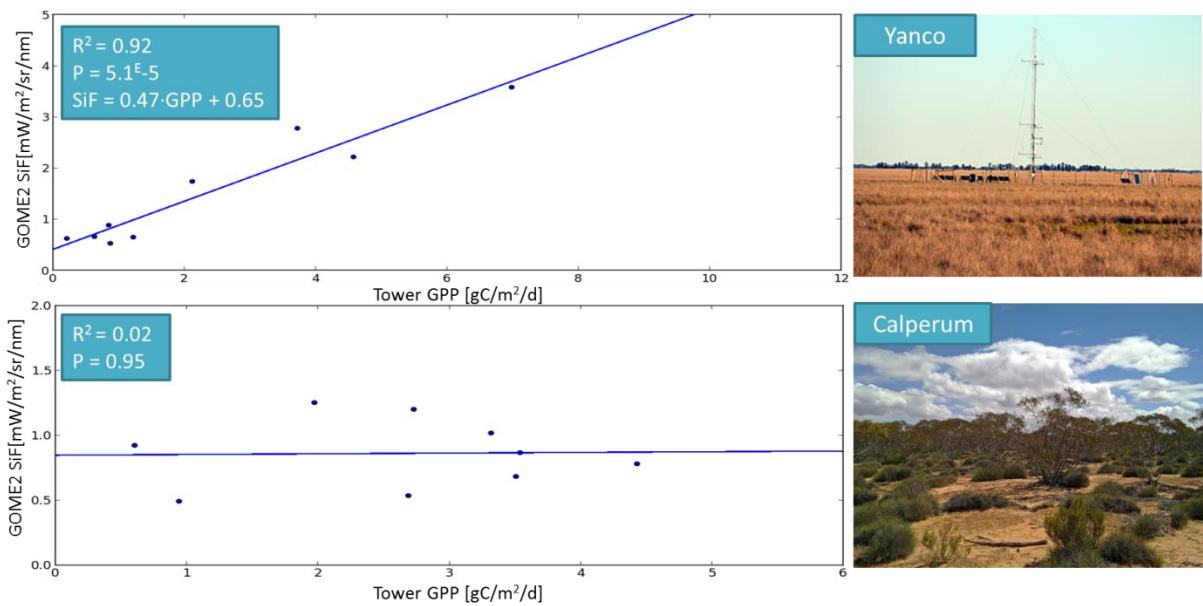 R² = 0.92
P = 5.1ᴱ-5
SiF = 0.47·GPP + 0.65
GOME2 SiF[mW/m²/sr/nm]
5
4
3
2
1
0
0 2 4 6 8 10 12
Tower GPP [gC/m²/d]
Yanco
R² = 0.02
P = 0.95
GOME2 SiF[mW/m²/sr/nm]
2.0
1.5
1.0
0.5
0.0
0 1 2 3 4 5 6
Tower GPP [gC/m²/d]
Calperum